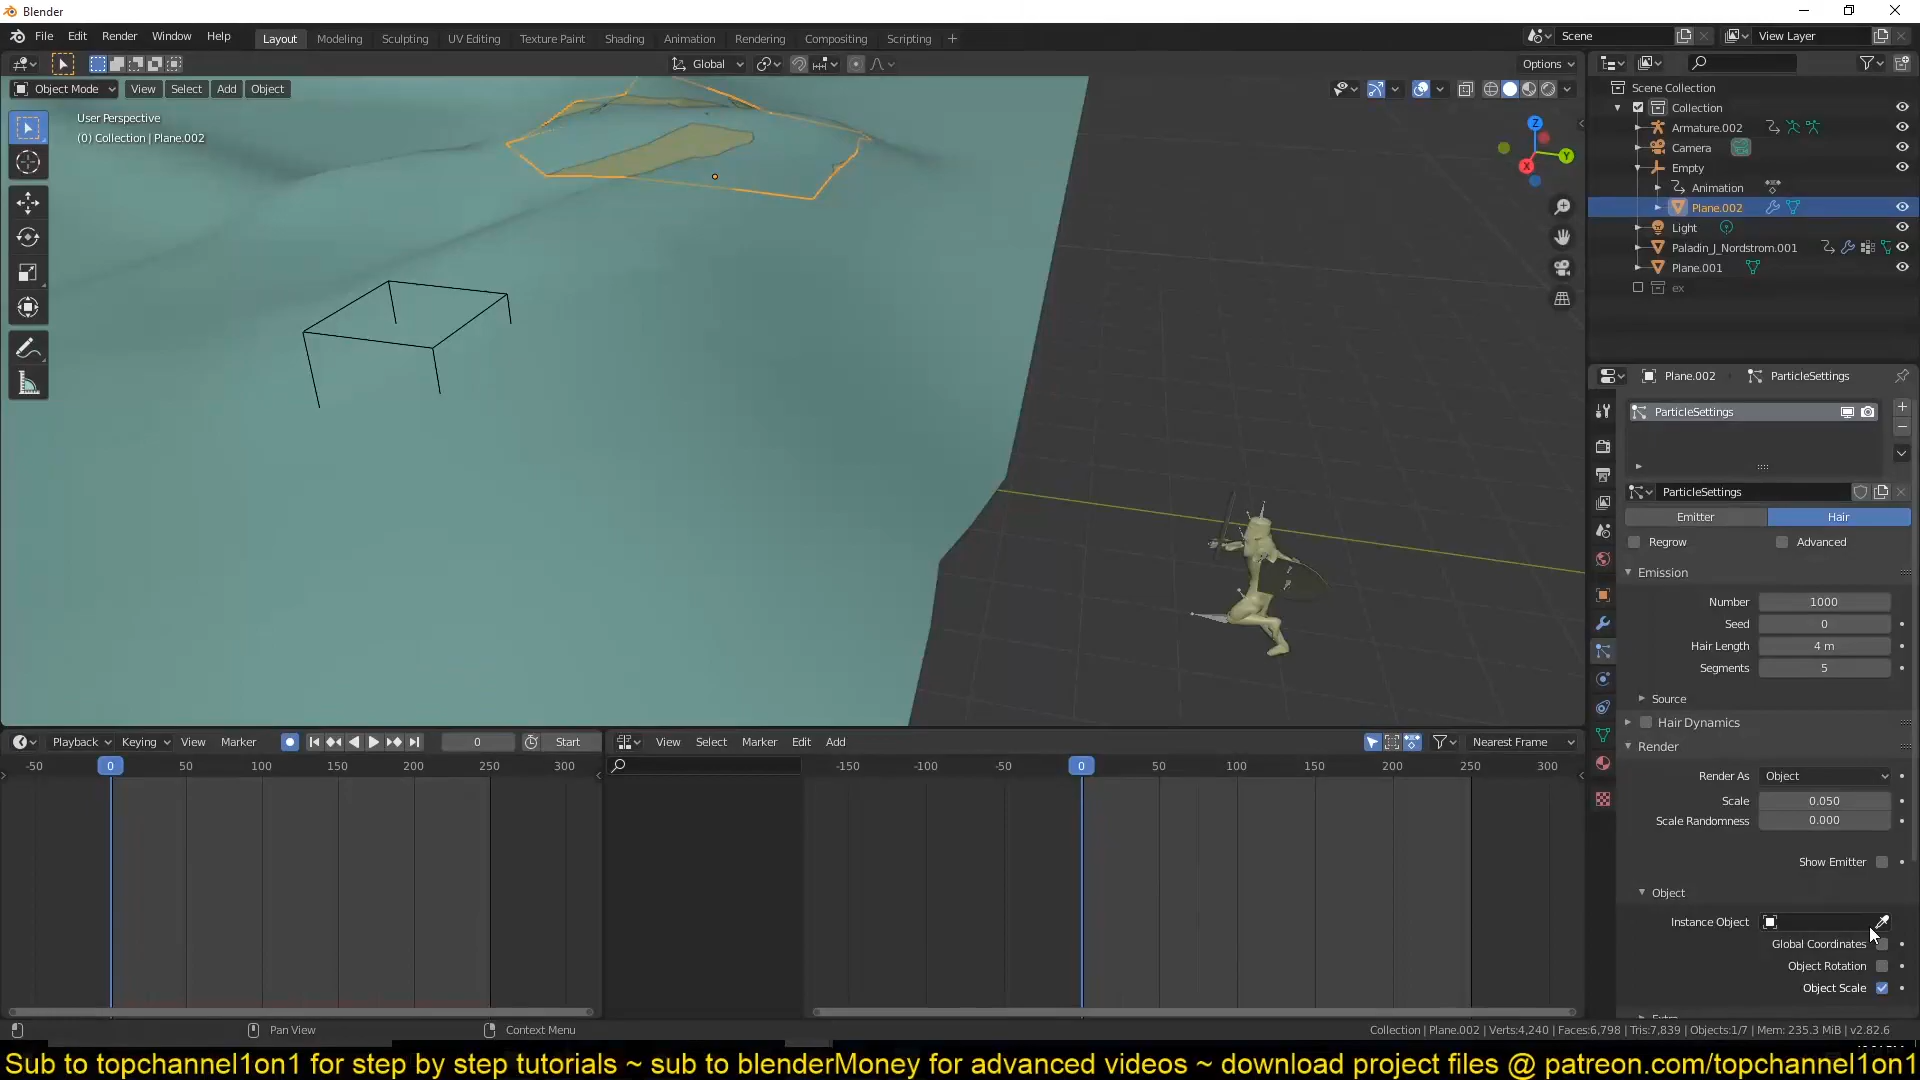 Blender
File Edit Render Window Help
Layout Modeling Sculpting UV Editing Texture Paint Shading Animation Rendering Compositing Scripting +
Scene View Layer
Global Options
Object Mode View Select Add Object
User Perspective
(0) Collection | Plane.002
Z
Y
X
Scene Collection
Collection
Armature.002
Camera
Empty
Animation
Plane.002
Light
Paladin_J_Nordstrom.001
Plane.001
ex
Plane.002 ParticleSettings
ParticleSettings
ParticleSettings
Emitter Hair
Regrow Advanced
Emission
Number 1000
Seed 0
Hair Length 4 m
Segments 5
Source
Hair Dynamics
Render
Render As Object
Scale 0.050
Scale Randomness 0.000
Show Emitter
Object
Instance Object
Global Coordinates
Object Rotation
Object Scale
Extra
Playback Keying View Marker 0 Start
-50 0 50 100 150 200 250 300
View Select Marker Edit Add Nearest Frame
-150 -100 -50 0 50 100 150 200 250 300
Pan View Context Menu
Collection | Plane.002 | Verts:4,240 | Faces:6,798 | Tris:7,839 | Objects:1/7 | Mem: 235.3 MiB | v2.82.6
Sub to topchannel1on1 for step by step tutorials ~ sub to blenderMoney for advanced videos ~ download project files @ patreon.com/topchannel1on1